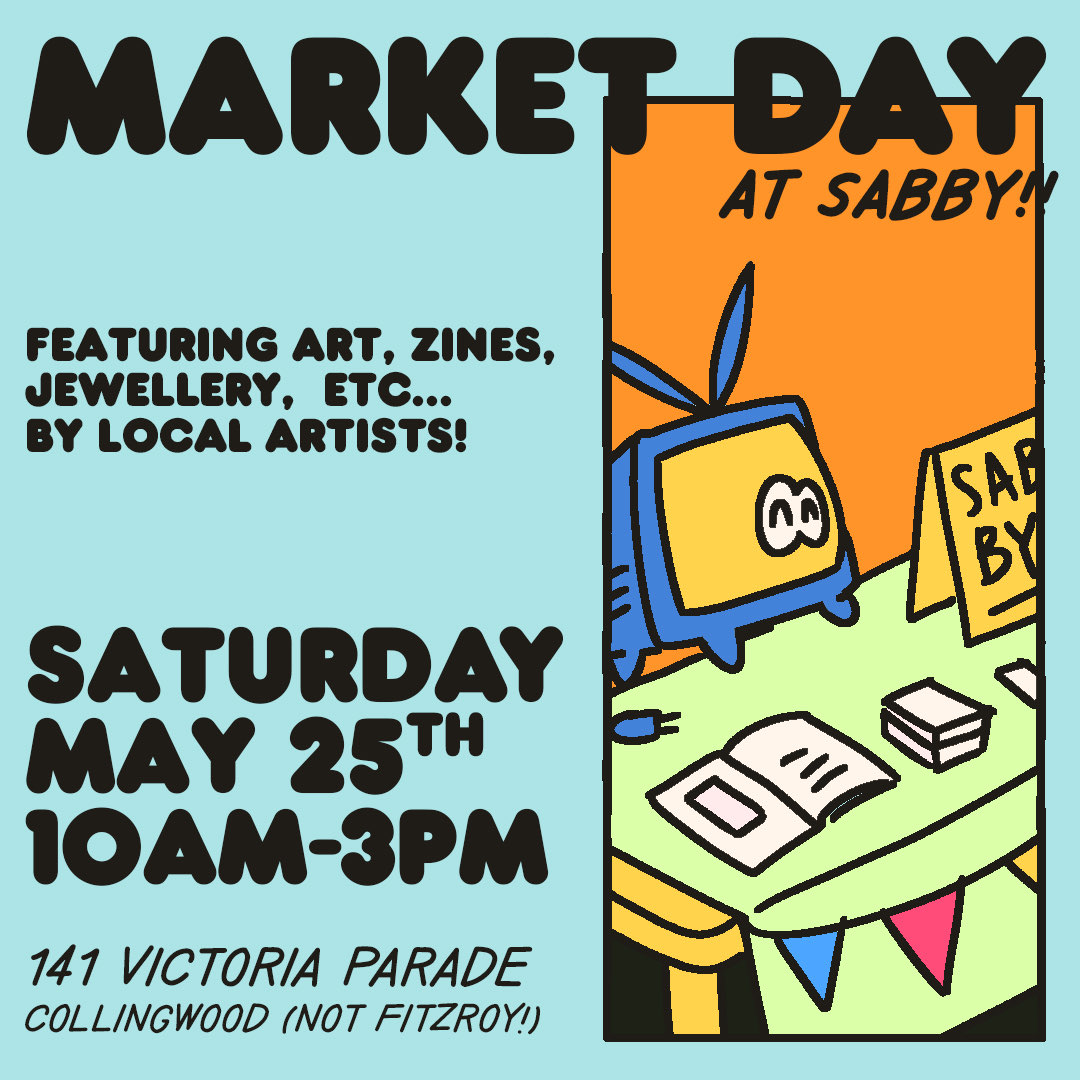 MARKET DAY
AT SABBY!!
FEATURING ART, ZINES,
JEWELLERY, ETC...
BY LOCAL ARTISTS!
SATURDAY
MAY 25TH
10AM-3PM
141 VICTORIA PARADE
COLLINGWOOD (NOT FITZROY!)
SAB
BY